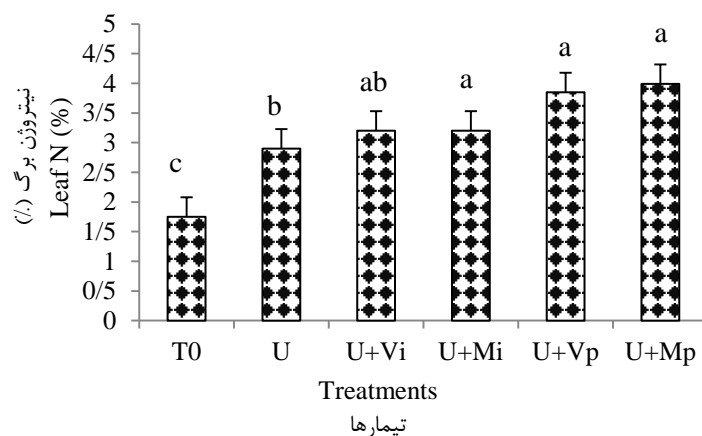 نیتروژن برگ (٪)
Leaf N (%)
5
4/5
4
3/5
3
2/5
2
1/5
1
0/5
0
c
b
ab
a
a
a
T0 U U+Vi U+Mi U+Vp U+Mp
Treatments
تیمارها